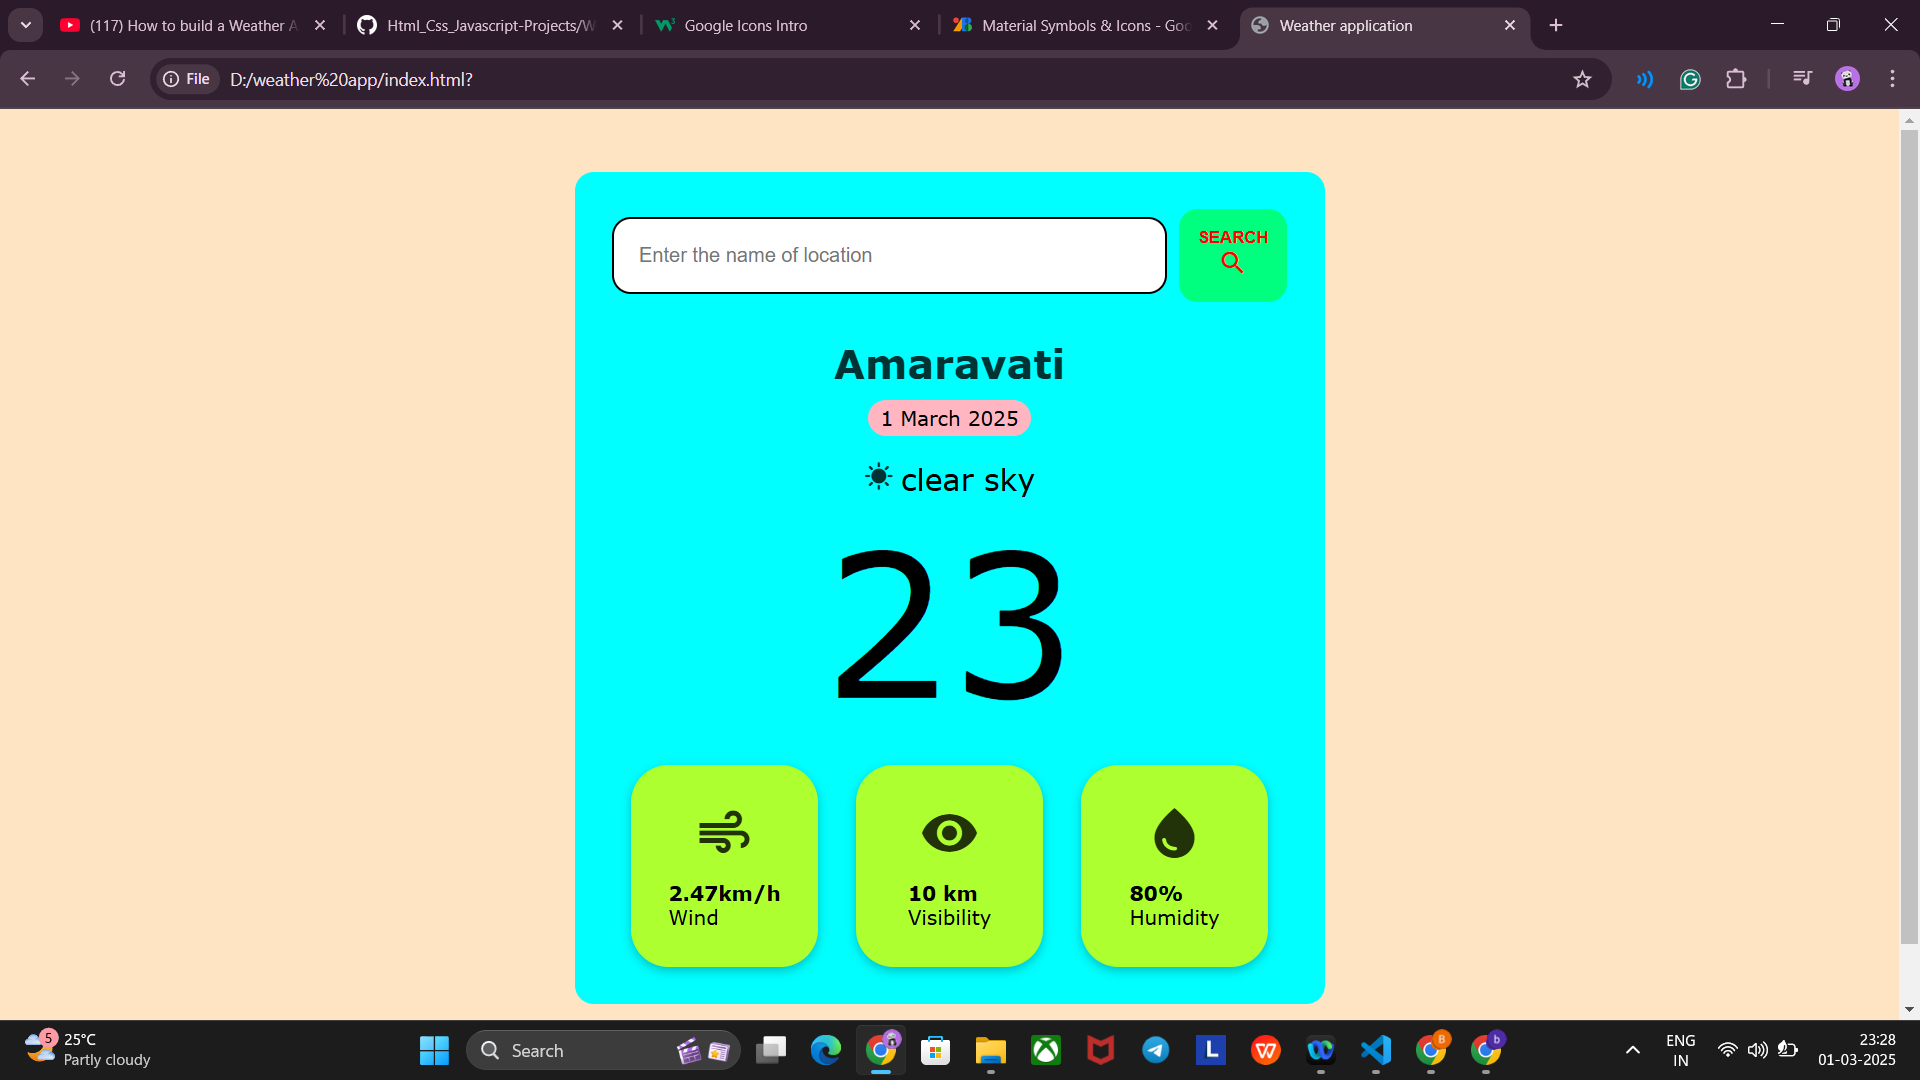 (117) How to build a Weather A
Html_Css_Javascript-Projects/W
Google Icons Intro
Material Symbols & Icons - Goo
Weather application
File
D:/weather%20app/index.html?
Enter the name of location
SEARCH
Amaravati
1 March 2025
clear sky
23
2.47km/h
Wind
10 km
Visibility
80%
Humidity
5
25°C
Partly cloudy
Search
L
B
b
ENG
IN
23:28
01-03-2025